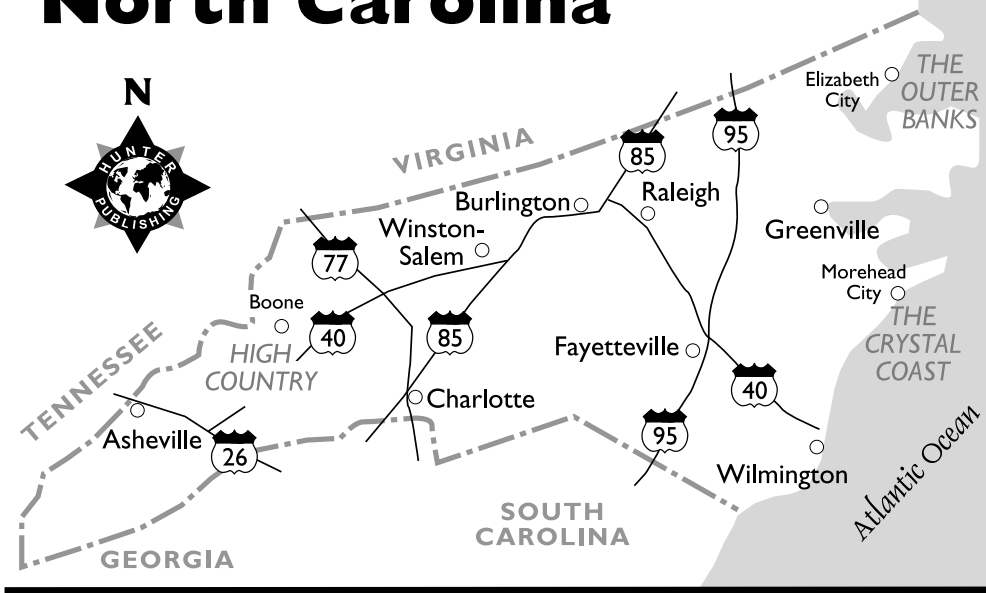 North Carolina
N
HUNTER
PUBLISHING
VIRGINIA
TENNESSEE
GEORGIA
SOUTH
CAROLINA
Elizabeth
City
THE
OUTER
BANKS
95
85
Raleigh
Burlington
Winston-
Salem
Greenville
77
Morehead
City
THE
CRYSTAL
COAST
Boone
HIGH
COUNTRY
40
85
Fayetteville
40
Charlotte
95
Asheville
26
Wilmington
Atlantic Ocean